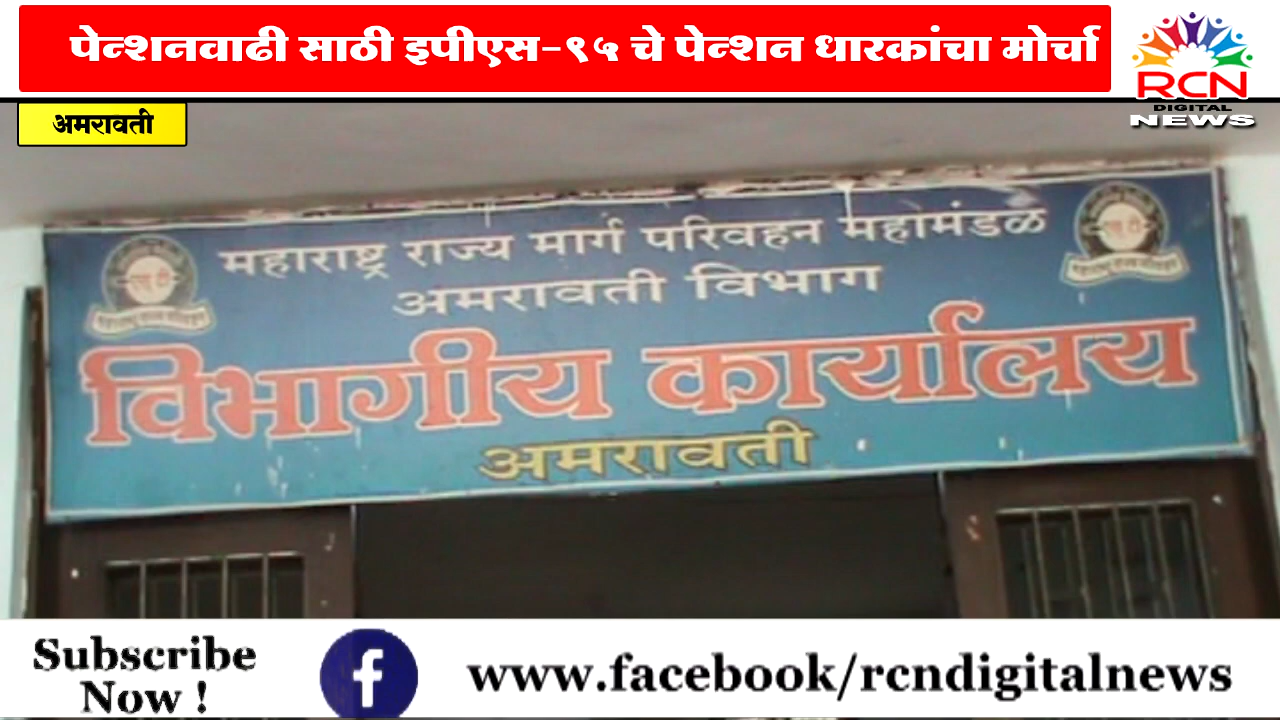 पेन्शनवाढी साठी इपीएस-९५ चे पेन्शन धारकांचा मोर्चा
RCN
DIGITAL
NEWS
अमरावती
महाराष्ट्र राज्य मार्ग परिवहन महामंडळ
अमरावती विभाग
विभागीय कार्यालय
अमरावती
Subscribe
Now !
f
www.facebook/rcndigitalnews